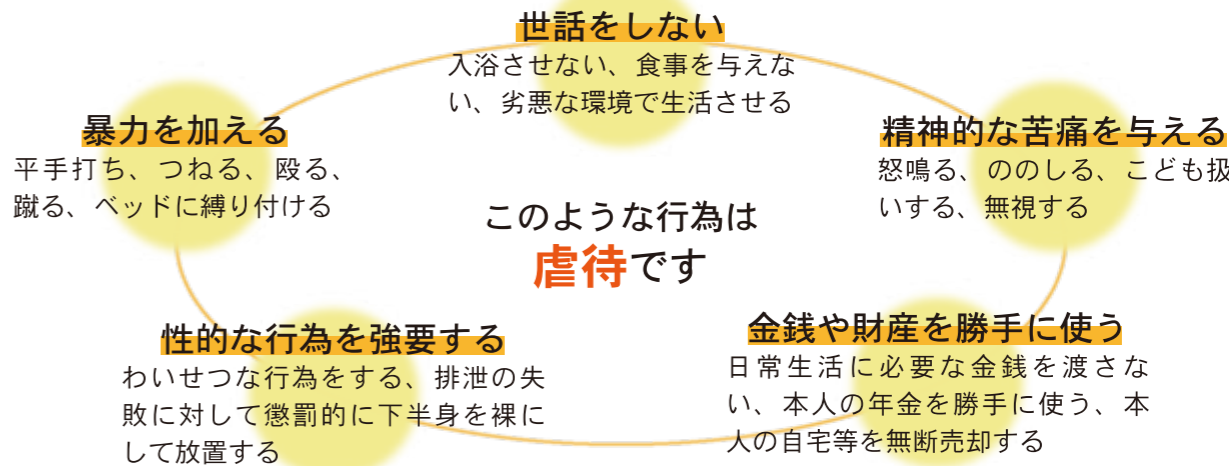 世話をしない
入浴させない、食事を与えな
い、劣悪な環境で生活させる
暴力を加える
平手打ち、つねる、殴る、
蹴る、ベッドに縛り付ける
精神的な苦痛を与える
怒鳴る、ののしる、こども扱
いする、無視する
このような行為は
虐待です
性的な行為を強要する
わいせつな行為をする、排泄の失
敗に対して懲罰的に下半身を裸に
して放置する
金銭や財産を勝手に使う
日常生活に必要な金銭を渡さな
い、本人の年金を勝手に使う、本
人の自宅等を無断売却する